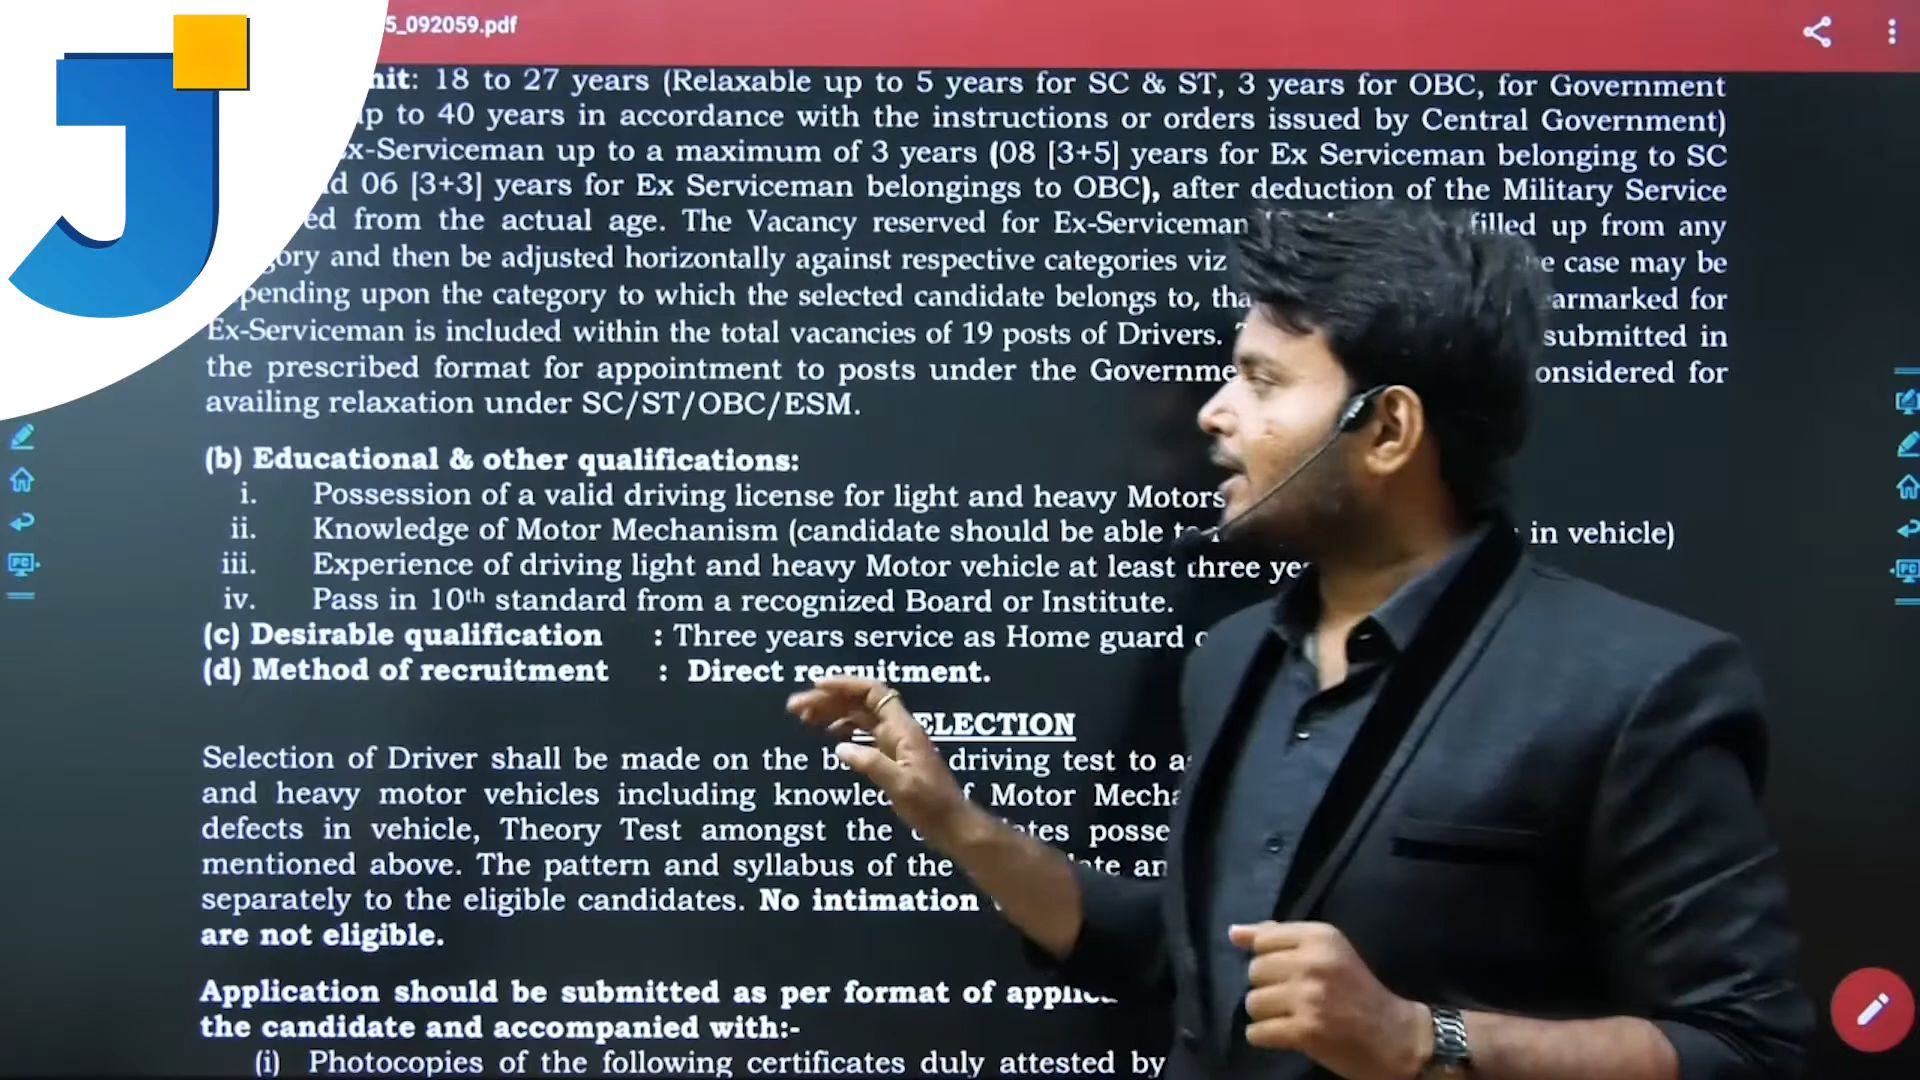 5_092059.pdf
nit: 18 to 27 years (Relaxable up to 5 years for SC & ST, 3 years for OBC, for Government
up to 40 years in accordance with the instructions or orders issued by Central Government)
Ex-Serviceman up to a maximum of 3 years (08 [3+5] years for Ex Serviceman belonging to SC
06 [3+3] years for Ex Serviceman belongings to OBC), after deduction of the Military Service
ed from the actual age. The Vacancy reserved for Ex-Serviceman filled up from any
gory and then be adjusted horizontally against respective categories viz case may be
pending upon the category to which the selected candidate belongs to, tha armarked for
Ex-Serviceman is included within the total vacancies of 19 posts of Drivers. submitted in
the prescribed format for appointment to posts under the Governme onsidered for
availing relaxation under SC/ST/OBC/ESM.
(b) Educational & other qualifications:
i. Possession of a valid driving license for light and heavy Motors
ii. Knowledge of Motor Mechanism (candidate should be able in vehicle)
iii. Experience of driving light and heavy Motor vehicle at least three
iv. Pass in 10th standard from a recognized Board or Institute.
(c) Desirable qualification : Three years service as Home guard
(d) Method of recruitment : Direct recruitment.
ELECTION
Selection of Driver shall be made on the driving test to
and heavy motor vehicles including knowled Motor Mecha
defects in vehicle, Theory Test amongst the posse
mentioned above. The pattern and syllabus of the
separately to the eligible candidates. No intimation
are not eligible.
Application should be submitted as per format of
the candidate and accompanied with:-
(i) Photocopies of the following certificates duly attested by
PC
PC